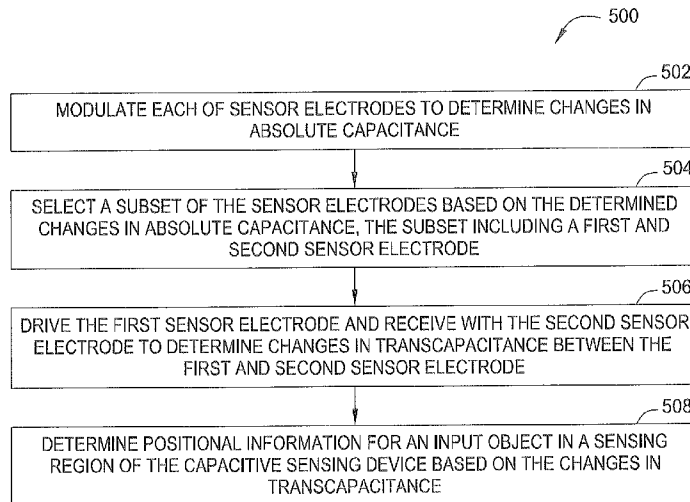 500
502
MODULATE EACH OF SENSOR ELECTRODES TO DETERMINE CHANGES IN
ABSOLUTE CAPACITANCE
504
SELECT A SUBSET OF THE SENSOR ELECTRODES BASED ON THE DETERMINED
CHANGES IN ABSOLUTE CAPACITANCE, THE SUBSET INCLUDING A FIRST AND
SECOND SENSOR ELECTRODE
506
DRIVE THE FIRST SENSOR ELECTRODE AND RECEIVE WITH THE SECOND SENSOR
ELECTRODE TO DETERMINE CHANGES IN TRANSCAPACITANCE BETWEEN THE
FIRST AND SECOND SENSOR ELECTRODE
508
DETERMINE POSITIONAL INFORMATION FOR AN INPUT OBJECT IN A SENSING
REGION OF THE CAPACITIVE SENSING DEVICE BASED ON THE CHANGES IN
TRANSCAPACITANCE